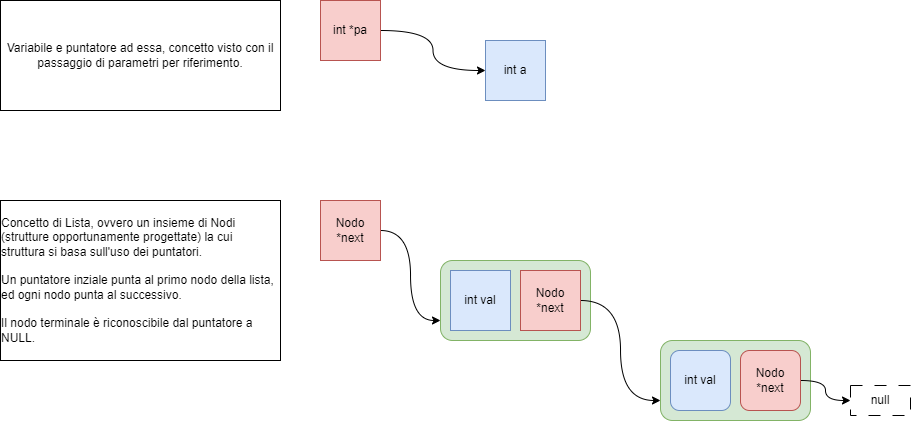 Variabile e puntatore ad essa, concetto visto con il
passaggio di parametri per riferimento.
int *pa
int a
Concetto di Lista, ovvero un insieme di Nodi
(strutture opportunamente progettate) la cui
struttura si basa sull'uso dei puntatori.
Un puntatore inziale punta al primo nodo della lista,
ed ogni nodo punta al successivo.
Il nodo terminale è riconoscibile dal puntatore a
NULL.
Nodo
*next
int val
Nodo
*next
int val
Nodo
*next
null